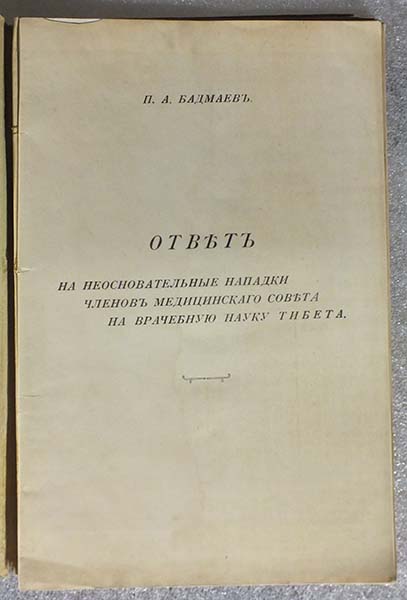 П. А. БАДМАЕВЪ.
ОТВѢТЪ
НА НЕОСНОВАТЕЛЬНЫЕ НАПАДКИ
ЧЛЕНОВЪ МЕДИЦИНСКАГО СОВѢТА
НА ВРАЧЕБНУЮ НАУКУ ТИБЕТА.